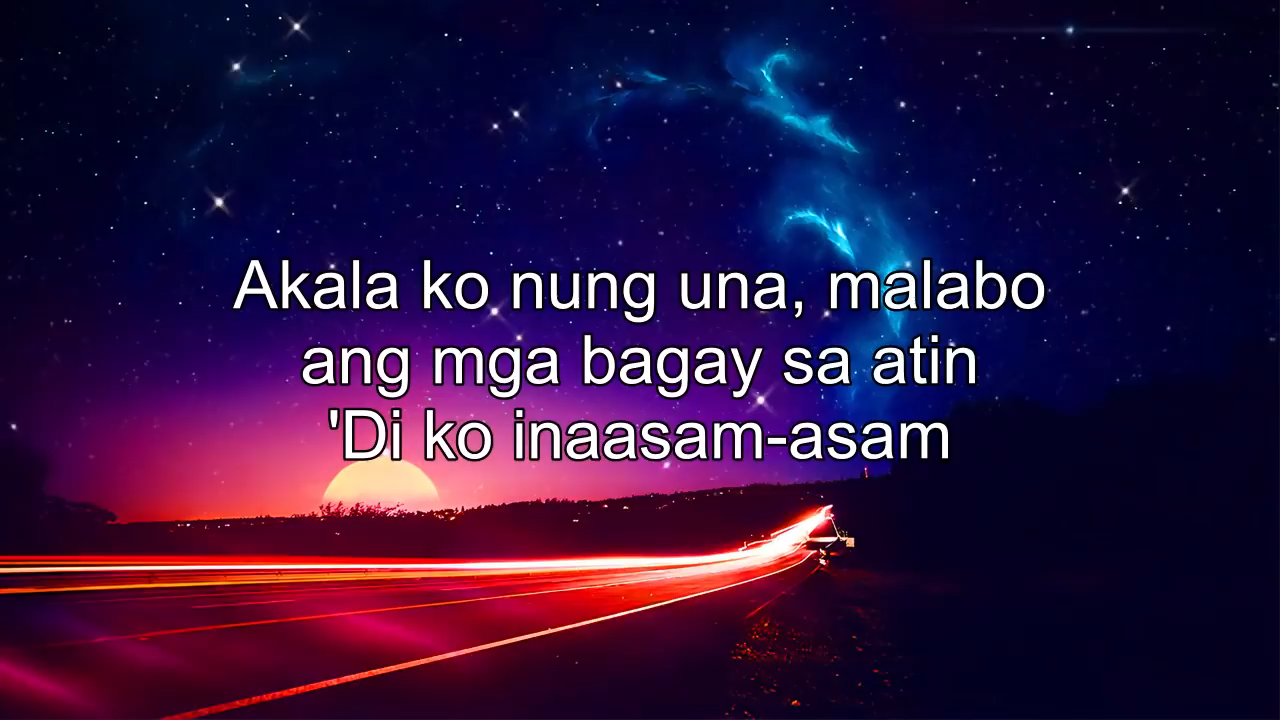 Akala ko nung una, malabo
ang mga bagay sa atin
'Di ko inaasam-asam